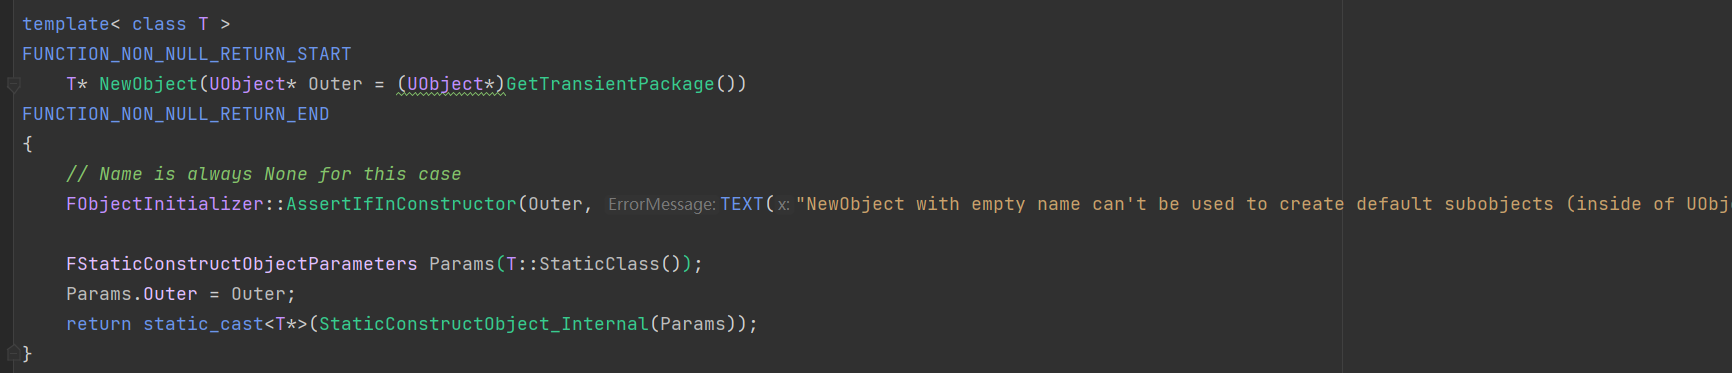 template< class T >
FUNCTION_NON_NULL_RETURN_START
    T* NewObject(UObject* Outer = (UObject*)GetTransientPackage())
FUNCTION_NON_NULL_RETURN_END
{
    // Name is always None for this case
    FObjectInitializer::AssertIfInConstructor(Outer, ErrorMessage: TEXT( x: "NewObject with empty name can't be used to create default subobjects (inside of UObj
    FStaticConstructObjectParameters Params(T::StaticClass());
    Params.Outer = Outer;
    return static_cast<T*>(StaticConstructObject_Internal(Params));
}